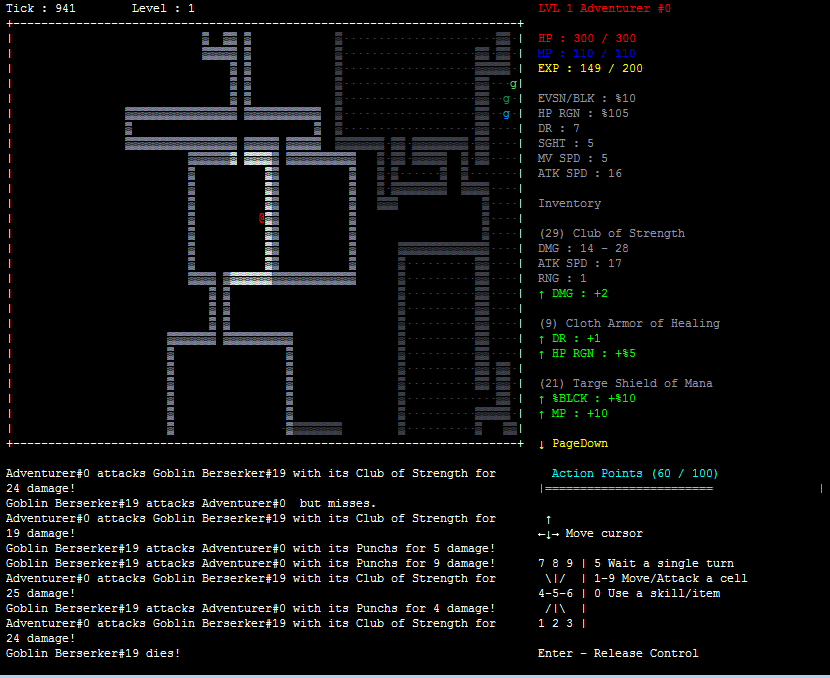 Tick : 941 Level : 1
LVL 1 Adventurer #0
HP : 300 / 300
MP : 110 / 110
EXP : 149 / 200
EVSN/BLK : %10
HP RGN : %105
DR : 7
SGHT : 5
MV SPD : 5
ATK SPD : 16
Inventory
(29) Club of Strength
DMG : 14 - 28
ATK SPD : 17
RNG : 1
↑ DMG : +2
(9) Cloth Armor of Healing
↑ DR : +1
↑ HP RGN : +%5
(21) Targe Shield of Mana
↑ %BLCK : +%10
↑ MP : +10
↓ PageDown
g
g
g
@
Adventurer#0 attacks Goblin Berserker#19 with its Club of Strength for
24 damage!
Goblin Berserker#19 attacks Adventurer#0  but misses.
Adventurer#0 attacks Goblin Berserker#19 with its Club of Strength for
19 damage!
Goblin Berserker#19 attacks Adventurer#0 with its Punchs for 5 damage!
Goblin Berserker#19 attacks Adventurer#0 with its Punchs for 9 damage!
Adventurer#0 attacks Goblin Berserker#19 with its Club of Strength for
25 damage!
Goblin Berserker#19 attacks Adventurer#0 with its Punchs for 4 damage!
Adventurer#0 attacks Goblin Berserker#19 with its Club of Strength for
24 damage!
Goblin Berserker#19 dies!
Action Points (60 / 100)
|========================               |
↑
←↓→ Move cursor
7 8 9 | 5 Wait a single turn
\|/ | 1-9 Move/Attack a cell
4-5-6 | 0 Use a skill/item
/|\ |
1 2 3 |
Enter - Release Control